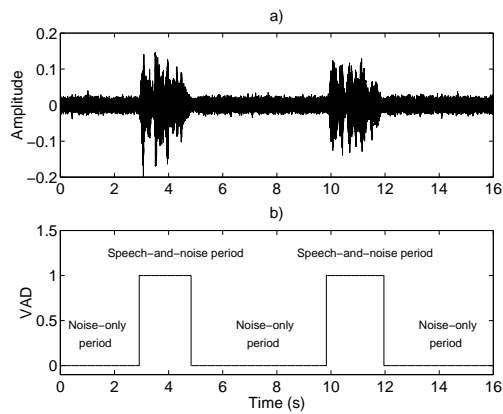 a)
0.2
0.1
0
−0.1
−0.2
Amplitude
0 2 4 6 8 10 12 14 16
b)
1.5
1
0.5
0
VAD
Speech−and−noise period Speech−and−noise period
Noise−only Noise−only Noise−only
period period period
0 2 4 6 8 10 12 14 16
Time (s)